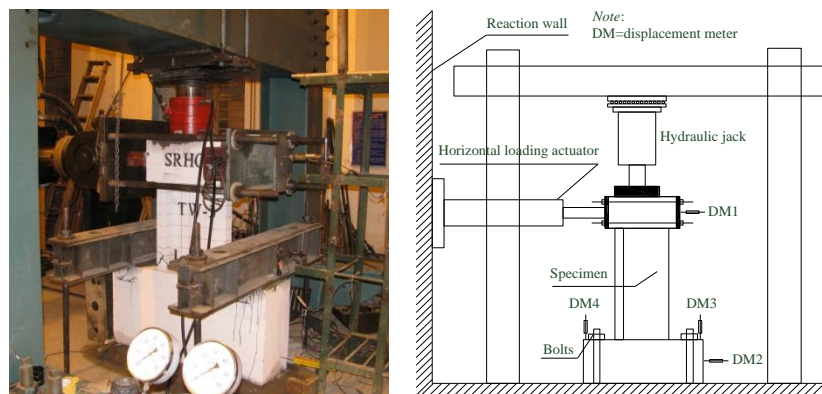 SRHC
TW-
Reaction wall
Note:
DM=displacement meter
Hydraulic jack
Horizontal loading actuator
DM1
Specimen
DM4
DM3
Bolts
DM2